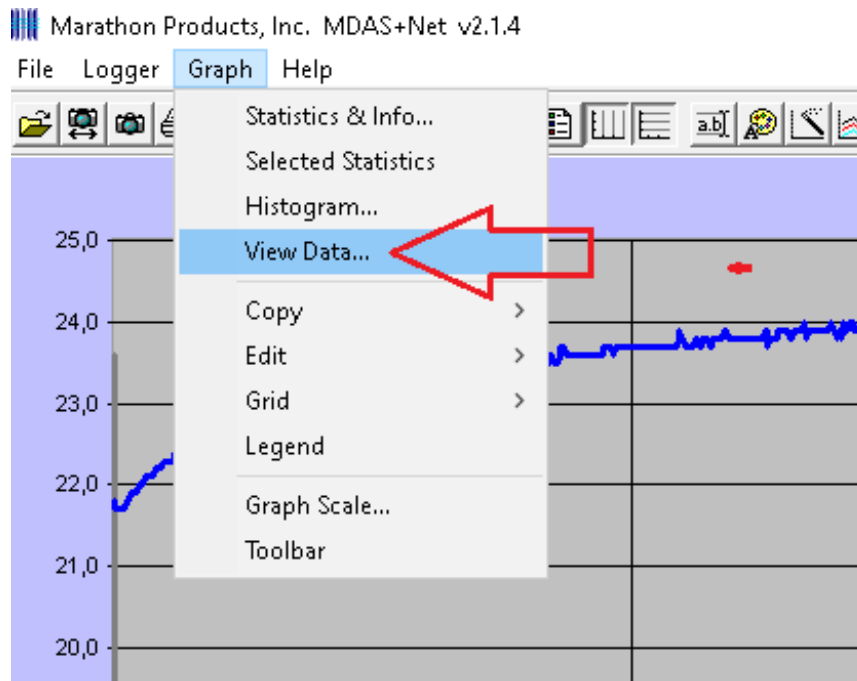 Marathon Products, Inc. MDAS+Net v2.1.4
File Logger Graph Help
Statistics & Info...
Selected Statistics
Histogram...
View Data...
Copy
Edit
Grid
Legend
Graph Scale...
Toolbar
a.b
A
25,0
24,0
23,0
22,0
21,0
20,0